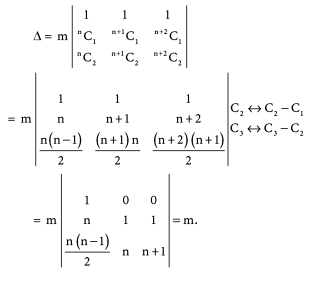 Δ = m | 1 1 1 |
| ⁿC₁ ⁿ⁺¹C₁ ⁿ⁺²C₁ |
| ⁿC₂ ⁿ⁺¹C₂ ⁿ⁺²C₂ |
= m | 1 1 1 |
| n n + 1 n + 2 | C₂ ↔ C₂ − C₁
| n(n−1)/2 (n+1)n/2 (n+2)(n+1)/2 | C₃ ↔ C₃ − C₂
= m | 1 0 0 |
| n 1 1 | = m.
| n(n−1)/2 n n+1 |